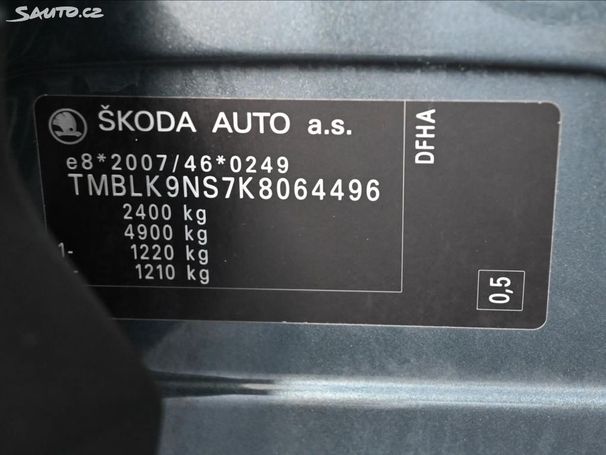 Sauto.cz
ŠKODA AUTO a.s.
e8*2007/46*0249
TMBLK9NS7K8064496
2400 kg
4900 kg
1- 1220 kg
- 1210 kg
DFHA
0,5